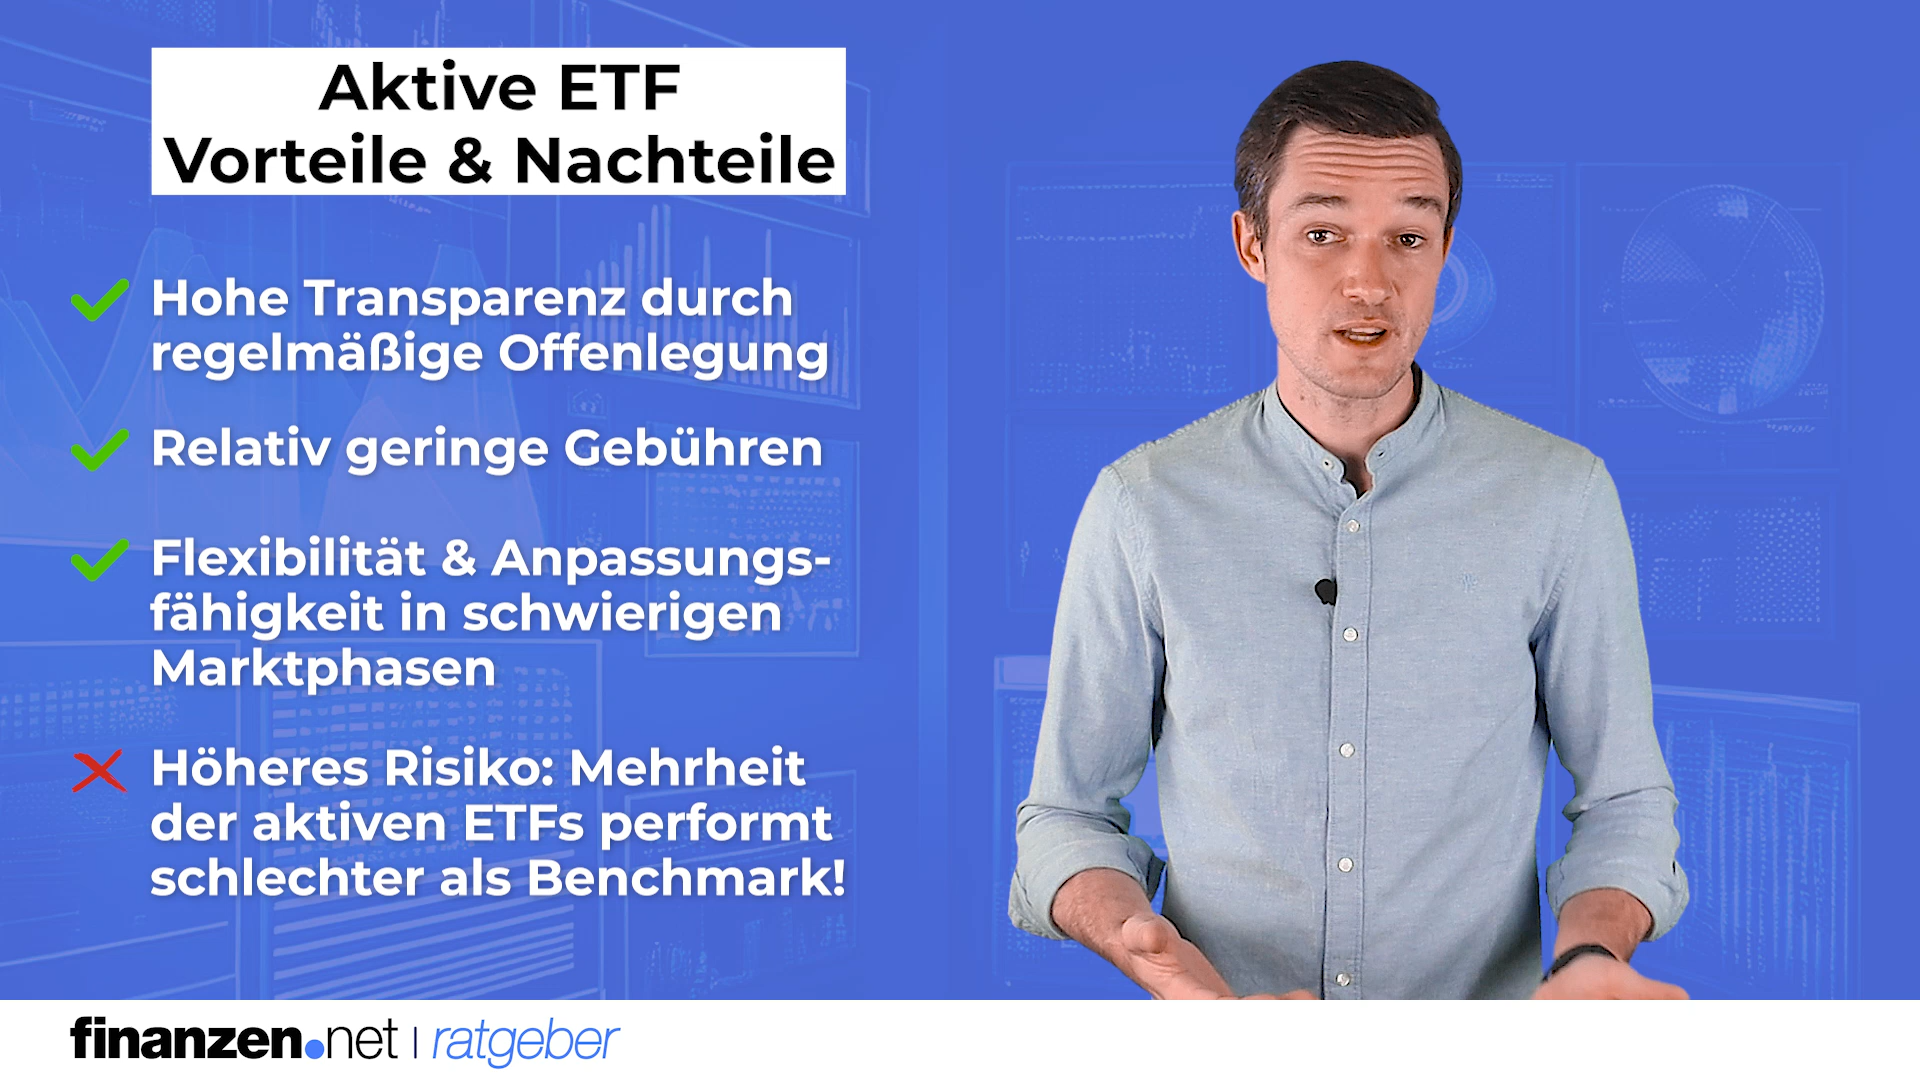 Aktive ETF
Vorteile & Nachteile
Hohe Transparenz durch
regelmäßige Offenlegung
Relativ geringe Gebühren
Flexibilität & Anpassungs-
fähigkeit in schwierigen
Marktphasen
Höheres Risiko: Mehrheit
der aktiven ETFs performt
schlechter als Benchmark!
finanzen.net | ratgeber